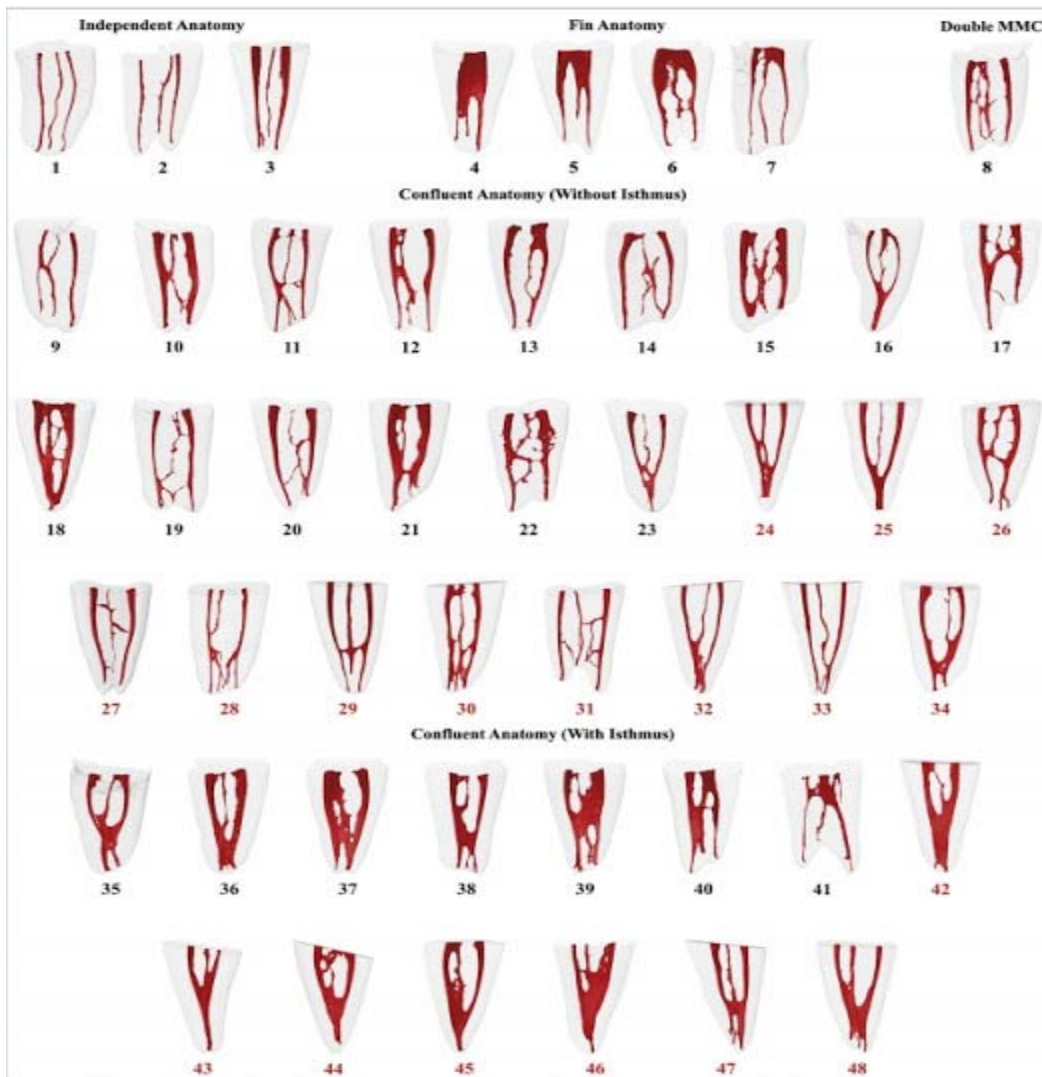 Independent Anatomy Fin Anatomy Double MMC
1 2 3 4 5 6 7 8
Confluent Anatomy (Without Isthmus)
9 10 11 12 13 14 15 16 17
18 19 20 21 22 23 24 25 26
27 28 29 30 31 32 33 34
Confluent Anatomy (With Isthmus)
35 36 37 38 39 40 41 42
43 44 45 46 47 48